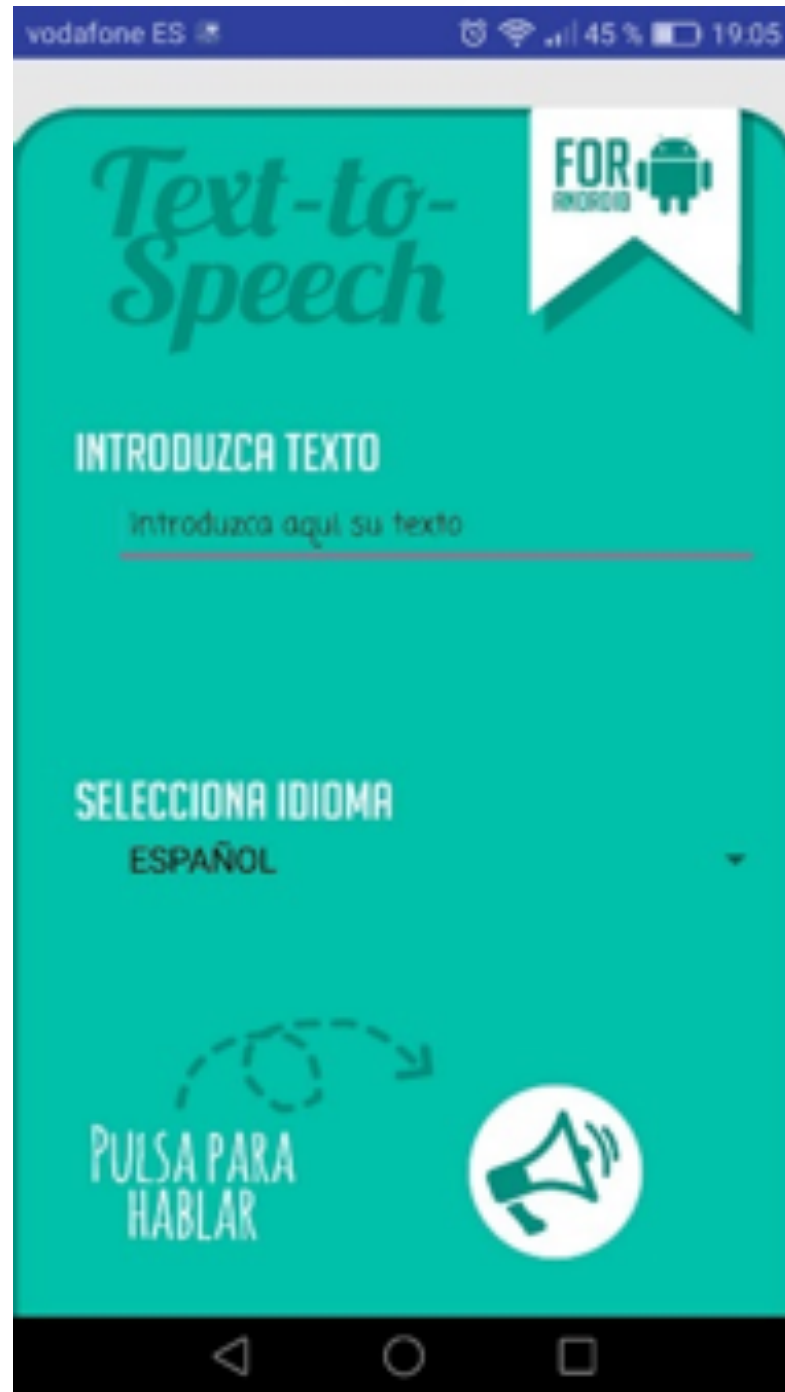 vodafone ES 45 % 19:05
Text-to-
Speech
FOR
ANDROID
INTRODUZCA TEXTO
Introduzca aquí su texto
SELECCIONA IDIOMA
ESPAÑOL
PULSA PARA
HABLAR